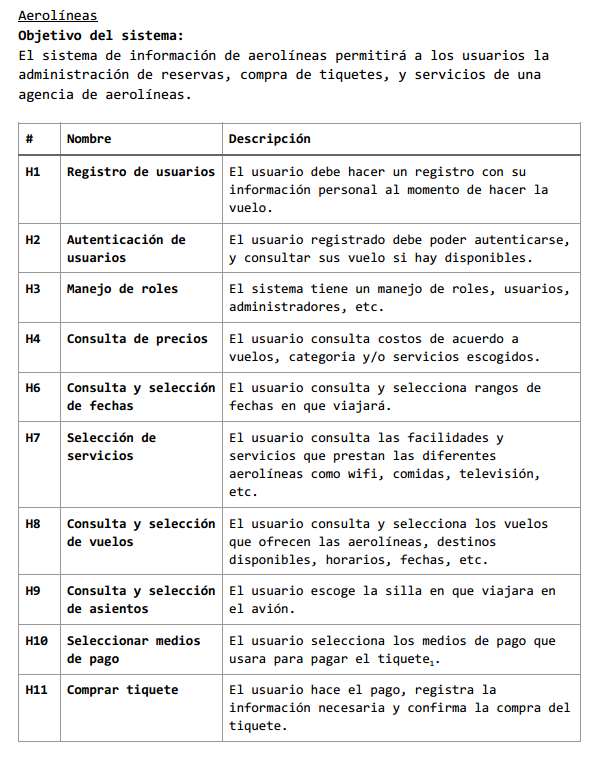 Aerolíneas
Objetivo del sistema:
El sistema de información de aerolíneas permitirá a los usuarios la
administración de reservas, compra de tiquetes, y servicios de una
agencia de aerolíneas.
# Nombre Descripción
H1 Registro de usuarios El usuario debe hacer un registro con su
información personal al momento de hacer la
vuelo.
H2 Autenticación de El usuario registrado debe poder autenticarse,
usuarios y consultar sus vuelo si hay disponibles.
H3 Manejo de roles El sistema tiene un manejo de roles, usuarios,
administradores, etc.
H4 Consulta de precios El usuario consulta costos de acuerdo a
vuelos, categoria y/o servicios escogidos.
H6 Consulta y selección El usuario consulta y selecciona rangos de
de fechas fechas en que viajará.
H7 Selección de El usuario consulta las facilidades y
servicios servicios que prestan las diferentes
aerolíneas como wifi, comidas, televisión,
etc.
H8 Consulta y selección El usuario consulta y selecciona los vuelos
de vuelos que ofrecen las aerolíneas, destinos
disponibles, horarios, fechas, etc.
H9 Consulta y selección El usuario escoge la silla en que viajara en
de asientos el avión.
H10 Seleccionar medios El usuario selecciona los medios de pago que
de pago usara para pagar el tiquete₁.
H11 Comprar tiquete El usuario hace el pago, registra la
información necesaria y confirma la compra del
tiquete.